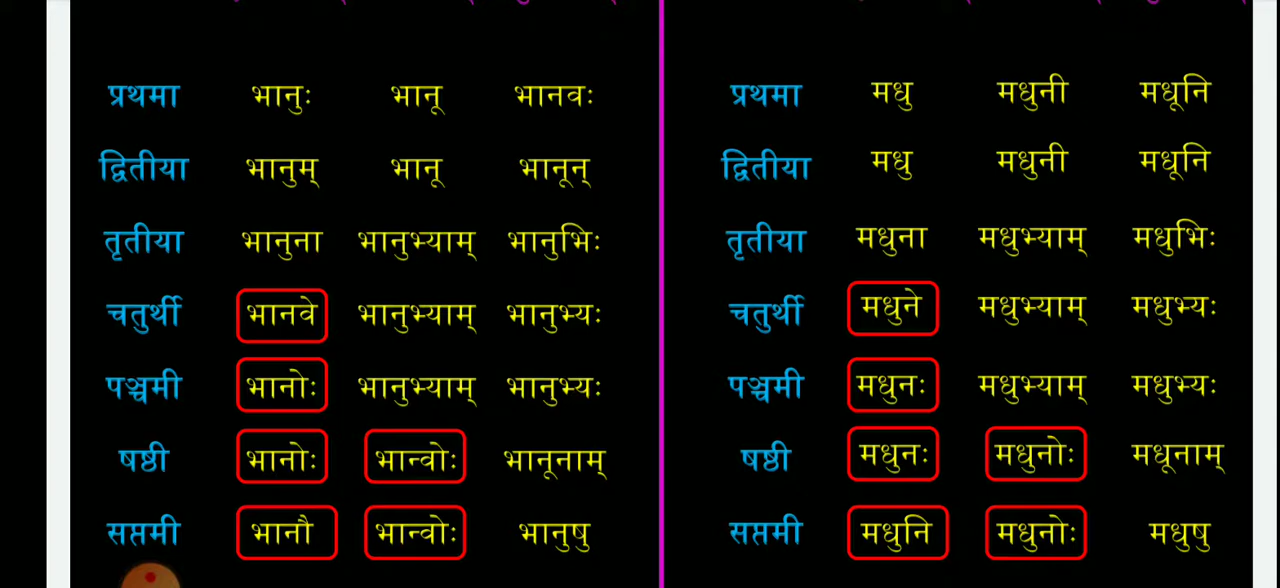 प्रथमा भानुः भानू भानवः
द्वितीया भानुम् भानू भानून्
तृतीया भानुना भानुभ्याम् भानुभिः
चतुर्थी भानवे भानुभ्याम् भानुभ्यः
पञ्चमी भानोः भानुभ्याम् भानुभ्यः
षष्ठी भानोः भान्वोः भानूनाम्
सप्तमी भानौ भान्वोः भानुषु
प्रथमा मधु मधुनी मधूनि
द्वितीया मधु मधुनी मधूनि
तृतीया मधुना मधुभ्याम् मधुभिः
चतुर्थी मधुने मधुभ्याम् मधुभ्यः
पञ्चमी मधुनः मधुभ्याम् मधुभ्यः
षष्ठी मधुनः मधुनोः मधूनाम्
सप्तमी मधुनि मधुनोः मधुषु